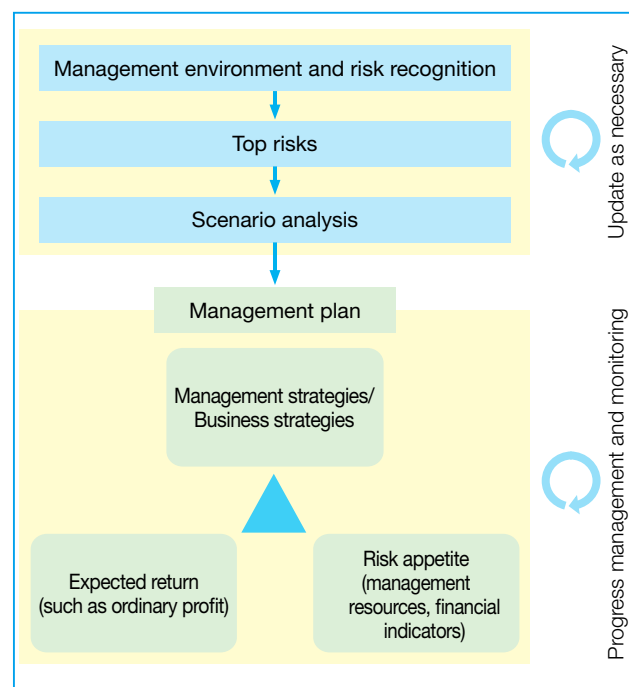 Management environment and risk recognition
Top risks
Scenario analysis
Update as necessary
Management plan
Management strategies/
Business strategies
Expected return
(such as ordinary profit)
Risk appetite
(management
resources, financial
indicators)
Progress management and monitoring